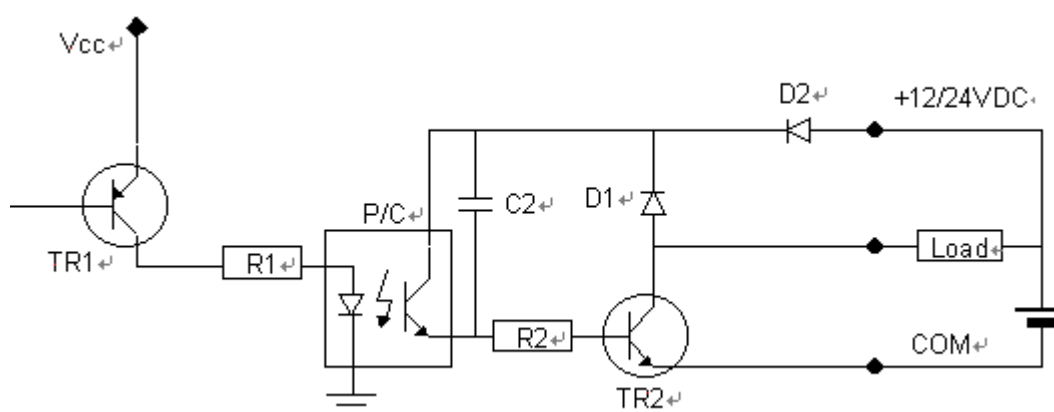 Vcc↵
D2↵
+12/24VDC↵
P/C↵
C2↵
D1↵
TR1↵
R1↵
Load↵
R2↵
COM↵
TR2↵